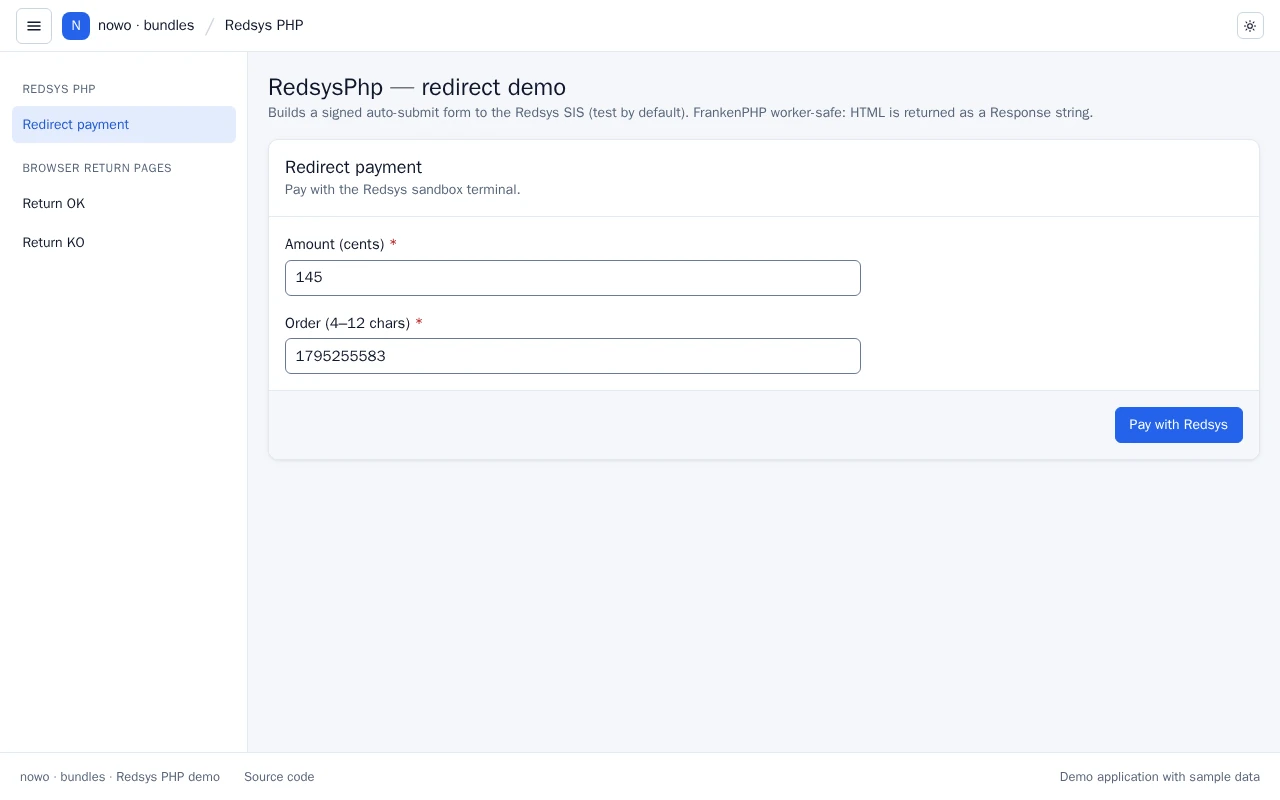 N nowo · bundles / Redsys PHP
REDSYS PHP
Redirect payment
BROWSER RETURN PAGES
Return OK
Return KO
RedsysPhp — redirect demo
Builds a signed auto-submit form to the Redsys SIS (test by default). FrankenPHP worker-safe: HTML is returned as a Response string.
Redirect payment
Pay with the Redsys sandbox terminal.
Amount (cents) *
145
Order (4–12 chars) *
1795255583
Pay with Redsys
nowo · bundles · Redsys PHP demo Source code Demo application with sample data